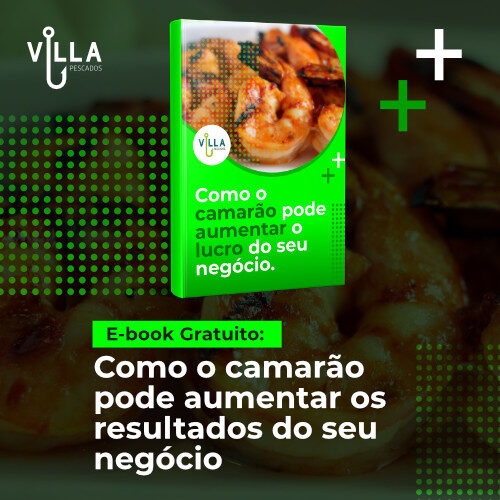 VILLA
PESCADOS
VILLA
Como o
camarão pode
aumentar o
lucro do seu
negócio.
E-book Gratuito:
Como o camarão
pode aumentar os
resultados do seu
negócio